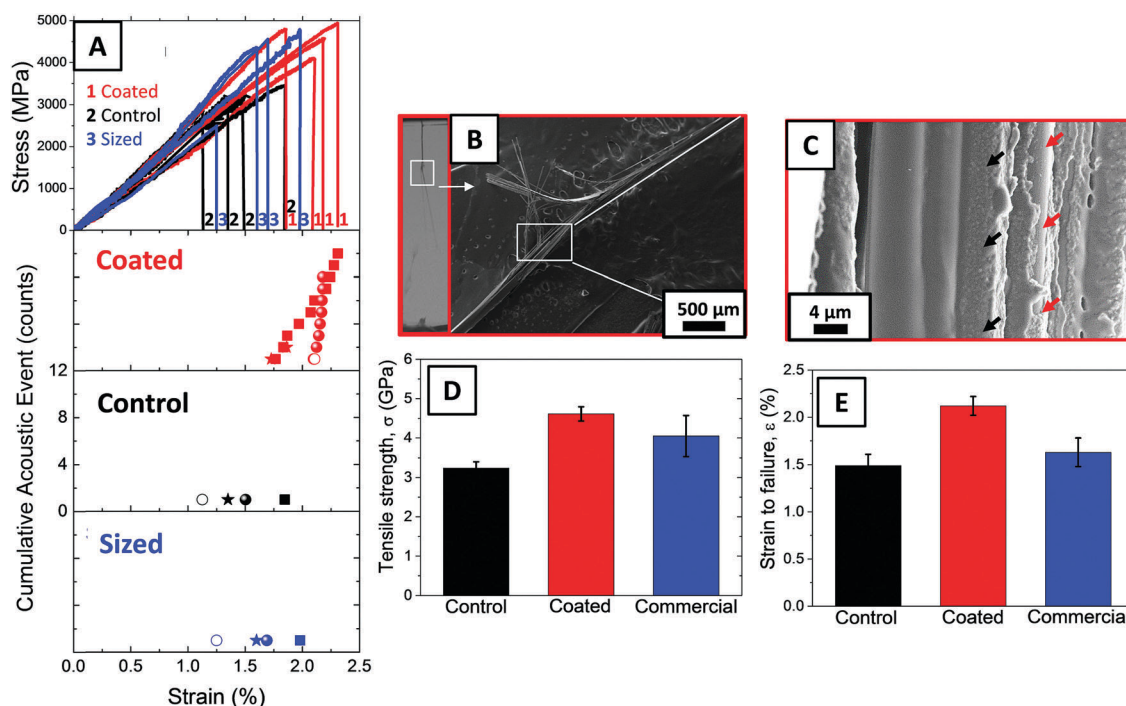 A
Stress (MPa)
5000
4000
3000
2000
1000
0
1 Coated
2 Control
3 Sized
2 3 2 2 3 3 1 2 3 1 1 1
Cumulative Acoustic Event (counts)
Coated
12
8
4
0
Control
Sized
0.0 0.5 1.0 1.5 2.0 2.5
Strain (%)
B
500 µm
C
4 µm
D
Tensile strength, σ (GPa)
6
5
4
3
2
1
0
Control Coated Commercial
E
Strain to failure, ε (%)
2.5
2.0
1.5
1.0
0.5
0.0
Control Coated Commercial